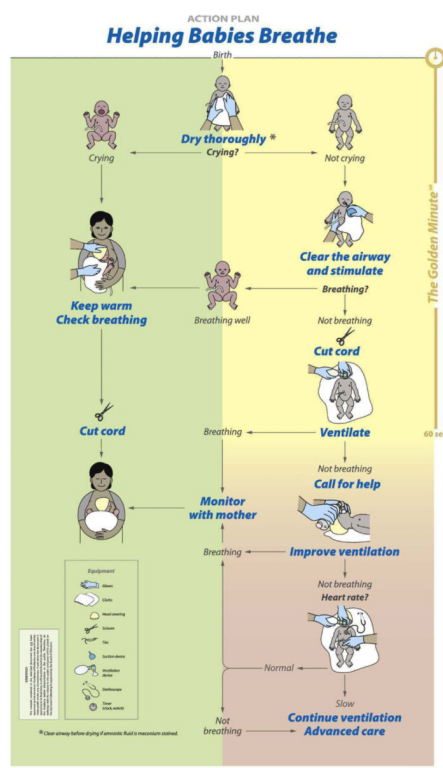 ACTION PLAN
Helping Babies Breathe
Birth
Dry thoroughly *
Crying?
Crying
Not crying
The Golden Minute
Clear the airway
and stimulate
Breathing?
Keep warm
Check breathing
Breathing well
Not breathing
Cut cord
Cut cord
Breathing
Ventilate
60 se
Not breathing
Call for help
Monitor
with mother
Breathing
Improve ventilation
Not breathing
Heart rate?
Equipment
Gloves
Cloths
Head covering
Scissors
Ties
Suction device
Ventilation
device
Stethoscope
Timer
(clock, watch)
Normal
Slow
Not
breathing
Continue ventilation
Advanced care
* Clear airway before drying if amniotic fluid is meconium stained.